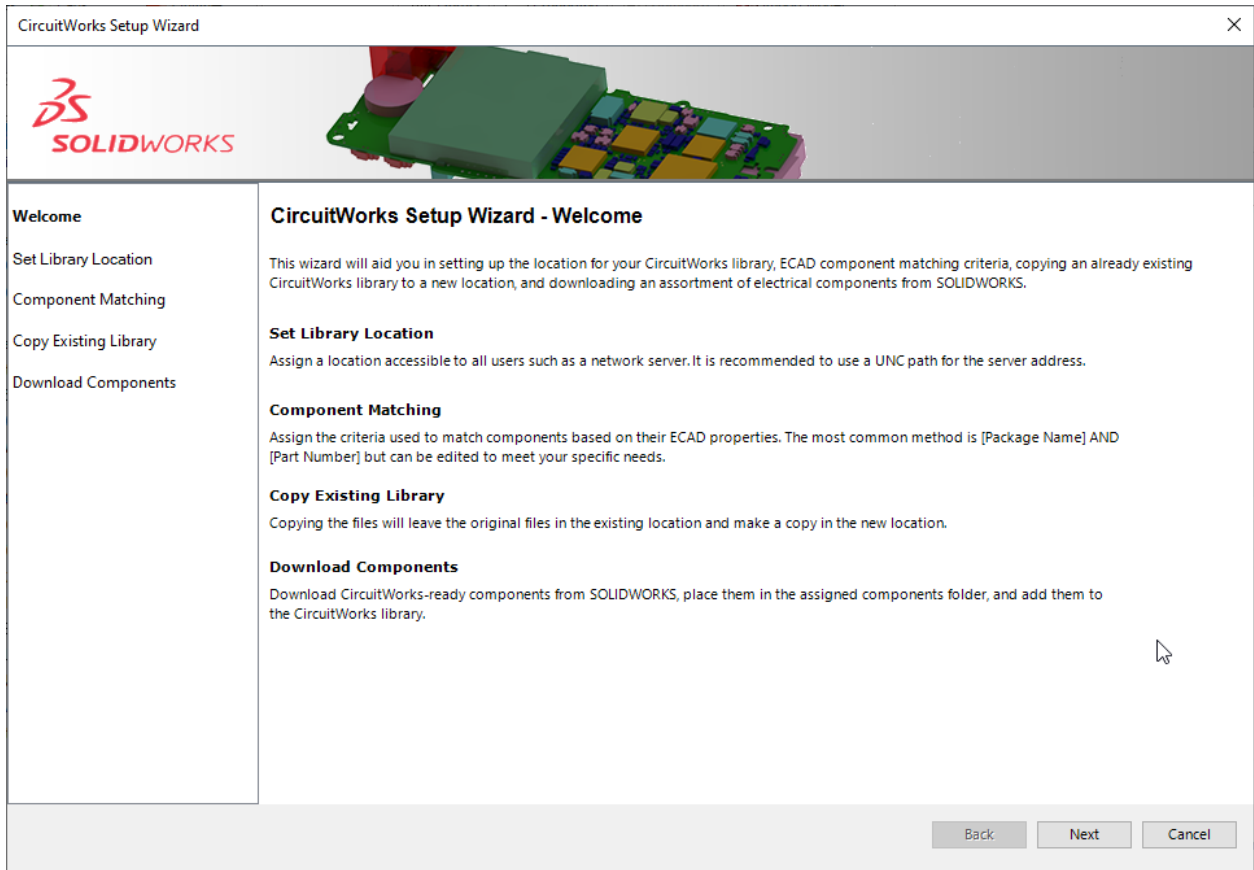 CircuitWorks Setup Wizard
SOLIDWORKS
Welcome
Set Library Location
Component Matching
Copy Existing Library
Download Components
CircuitWorks Setup Wizard - Welcome
This wizard will aid you in setting up the location for your CircuitWorks library, ECAD component matching criteria, copying an already existing
CircuitWorks library to a new location, and downloading an assortment of electrical components from SOLIDWORKS.
Set Library Location
Assign a location accessible to all users such as a network server. It is recommended to use a UNC path for the server address.
Component Matching
Assign the criteria used to match components based on their ECAD properties. The most common method is [Package Name] AND
[Part Number] but can be edited to meet your specific needs.
Copy Existing Library
Copying the files will leave the original files in the existing location and make a copy in the new location.
Download Components
Download CircuitWorks-ready components from SOLIDWORKS, place them in the assigned components folder, and add them to
the CircuitWorks library.
Back Next Cancel